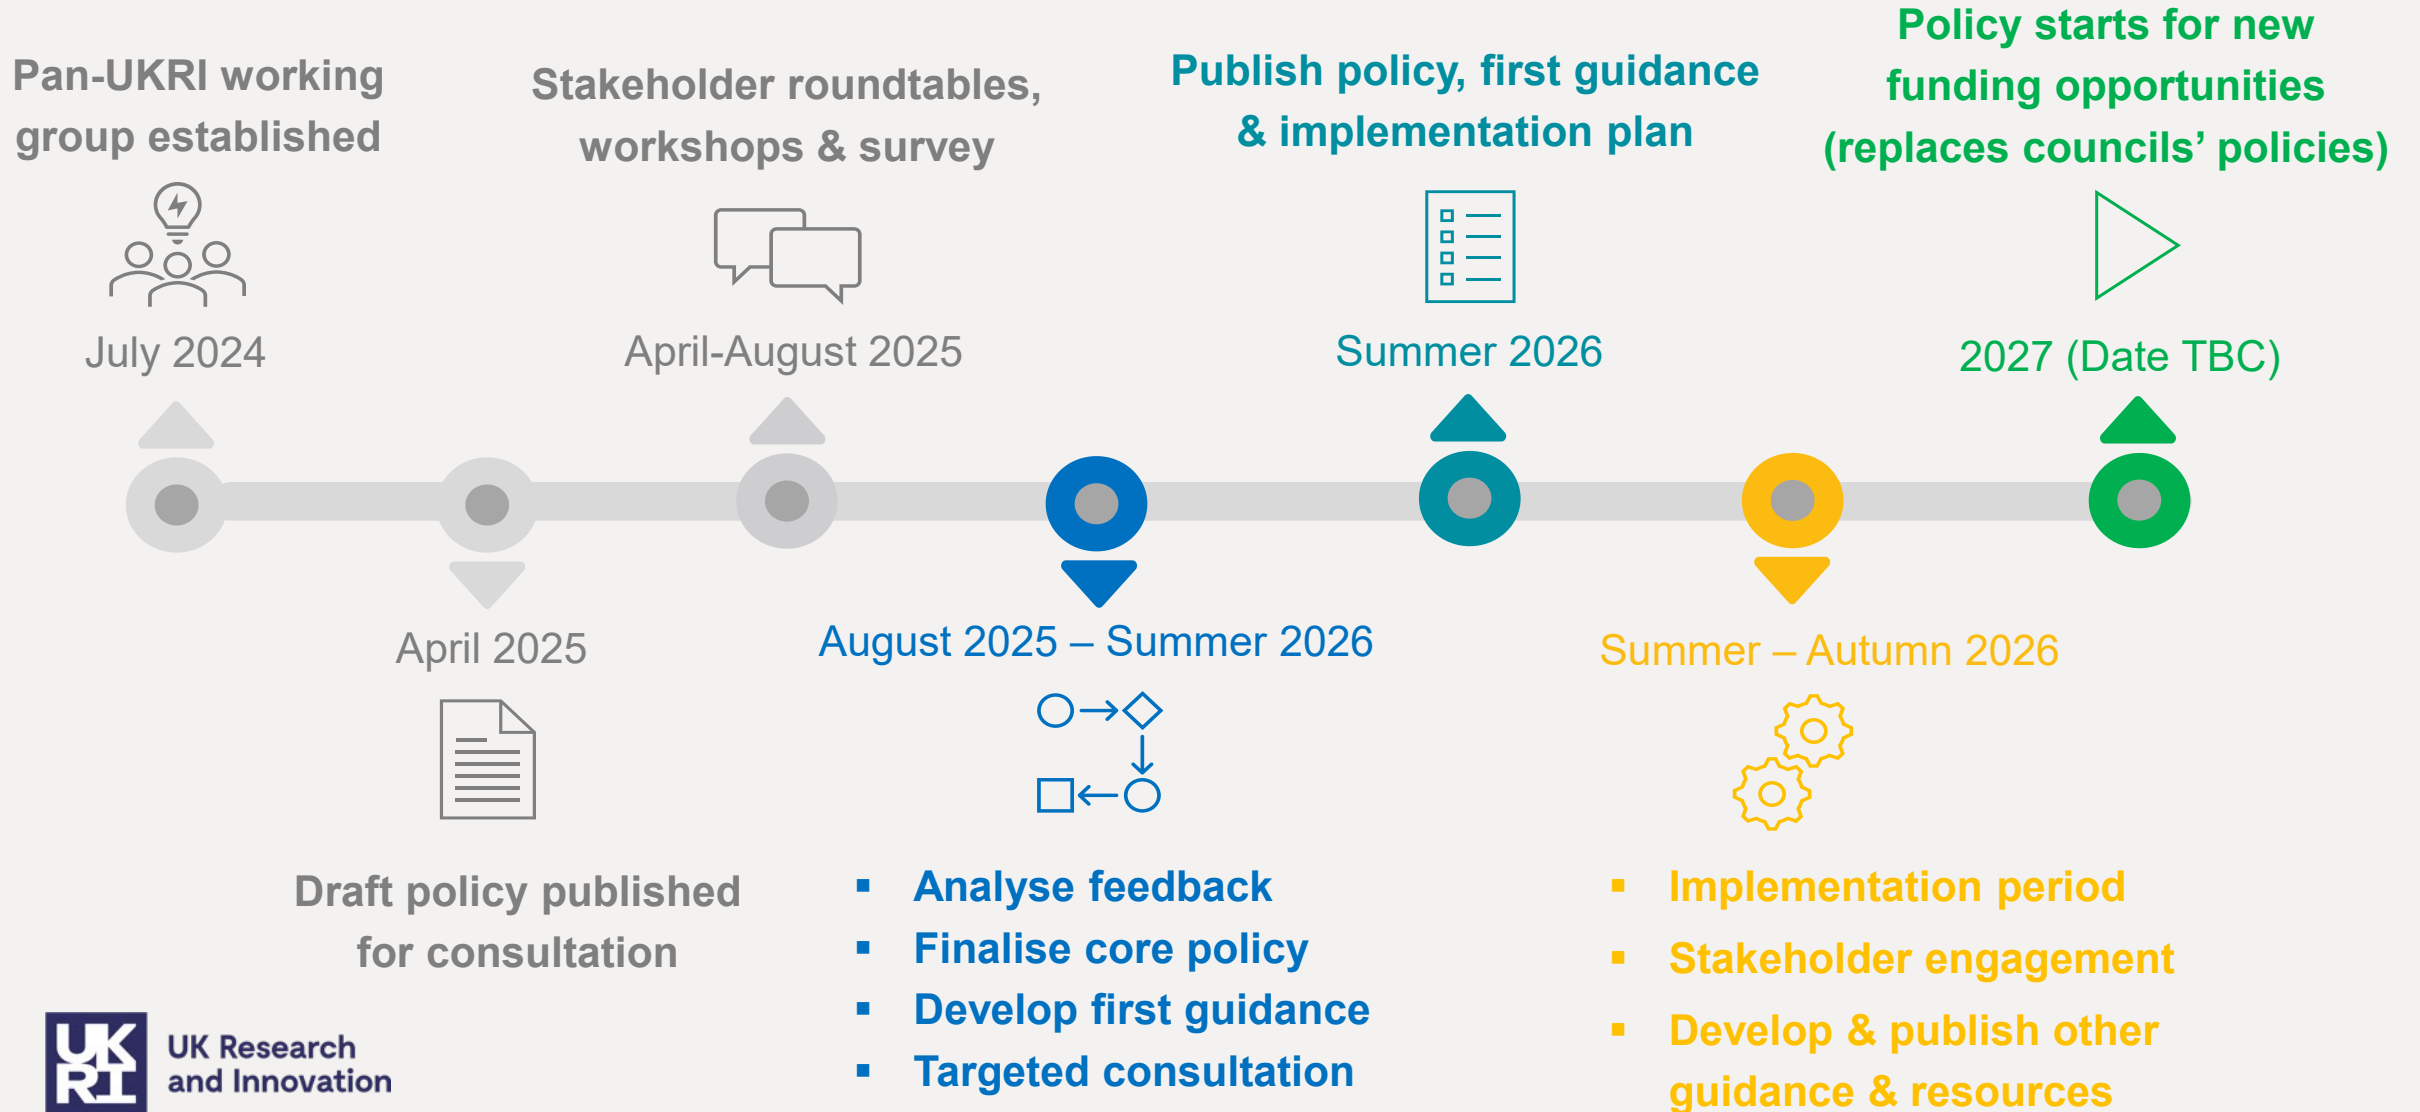 Pan-UKRI working
group established
July 2024
April 2025
Draft policy published
for consultation
Stakeholder roundtables,
workshops & survey
April-August 2025
August 2025 – Summer 2026
▪ Analyse feedback
▪ Finalise core policy
▪ Develop first guidance
▪ Targeted consultation
Publish policy, first guidance
& implementation plan
Summer 2026
Summer – Autumn 2026
▪ Implementation period
▪ Stakeholder engagement
▪ Develop & publish other
guidance & resources
Policy starts for new
funding opportunities
(replaces councils’ policies)
2027 (Date TBC)
UK
RI
UK Research
and Innovation